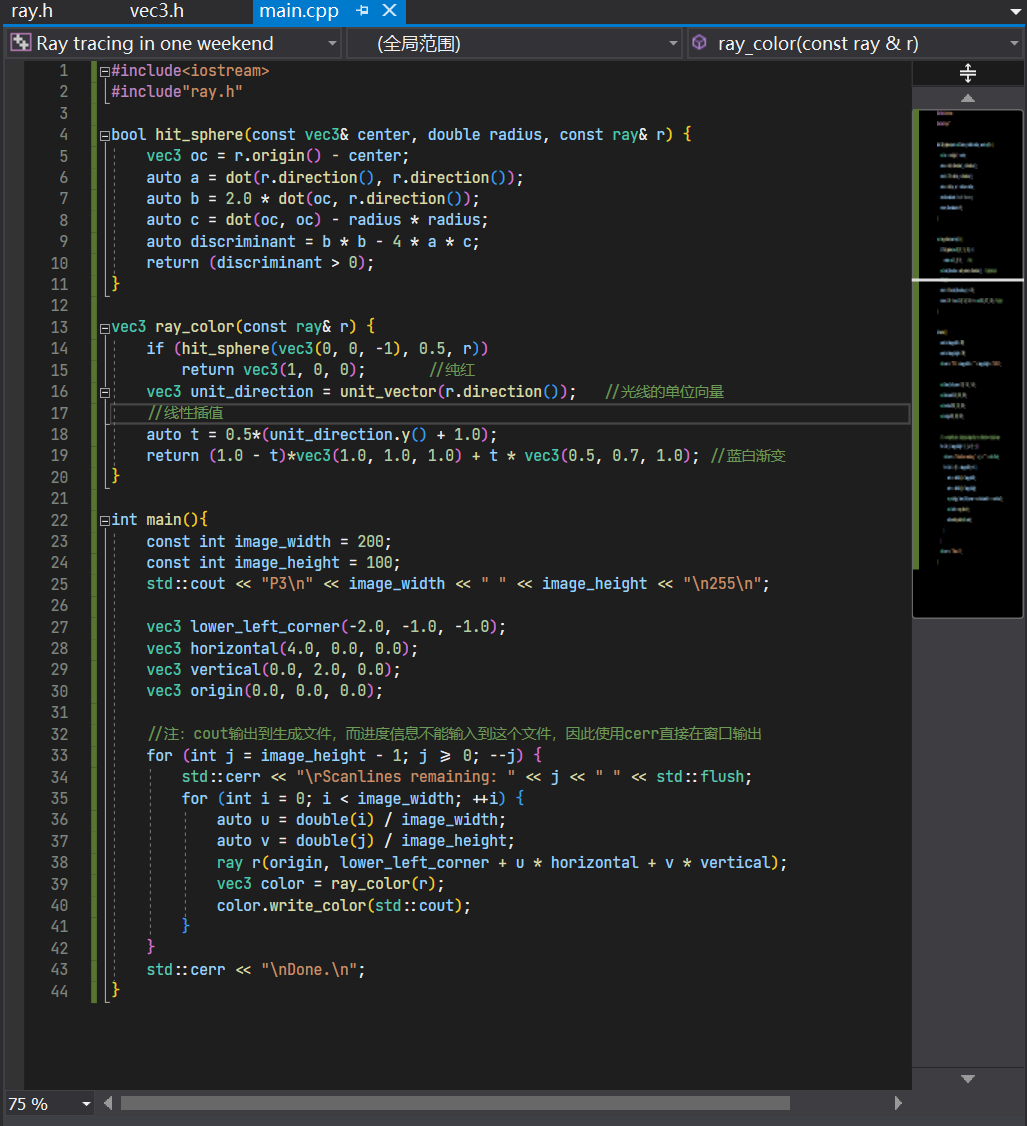 ray.h vec3.h main.cpp
Ray tracing in one weekend (全局范围) ray_color(const ray & r)
1 #include<iostream>
2 #include"ray.h"
3
4 bool hit_sphere(const vec3& center, double radius, const ray& r) {
5 vec3 oc = r.origin() - center;
6 auto a = dot(r.direction(), r.direction());
7 auto b = 2.0 * dot(oc, r.direction());
8 auto c = dot(oc, oc) - radius * radius;
9 auto discriminant = b * b - 4 * a * c;
10 return (discriminant > 0);
11 }
12
13 vec3 ray_color(const ray& r) {
14 if (hit_sphere(vec3(0, 0, -1), 0.5, r))
15 return vec3(1, 0, 0); //纯红
16 vec3 unit_direction = unit_vector(r.direction()); //光线的单位向量
17 //线性插值
18 auto t = 0.5*(unit_direction.y() + 1.0);
19 return (1.0 - t)*vec3(1.0, 1.0, 1.0) + t * vec3(0.5, 0.7, 1.0); //蓝白渐变
20 }
21
22 int main(){
23 const int image_width = 200;
24 const int image_height = 100;
25 std::cout << "P3\n" << image_width << " " << image_height << "\n255\n";
26
27 vec3 lower_left_corner(-2.0, -1.0, -1.0);
28 vec3 horizontal(4.0, 0.0, 0.0);
29 vec3 vertical(0.0, 2.0, 0.0);
30 vec3 origin(0.0, 0.0, 0.0);
31
32 //注：cout输出到生成文件，而进度信息不能输入到这个文件，因此使用cerr直接在窗口输出
33 for (int j = image_height - 1; j >= 0; --j) {
34 std::cerr << "\rScanlines remaining: " << j << " " << std::flush;
35 for (int i = 0; i < image_width; ++i) {
36 auto u = double(i) / image_width;
37 auto v = double(j) / image_height;
38 ray r(origin, lower_left_corner + u * horizontal + v * vertical);
39 vec3 color = ray_color(r);
40 color.write_color(std::cout);
41 }
42 }
43 std::cerr << "\nDone.\n";
44 }
75 %